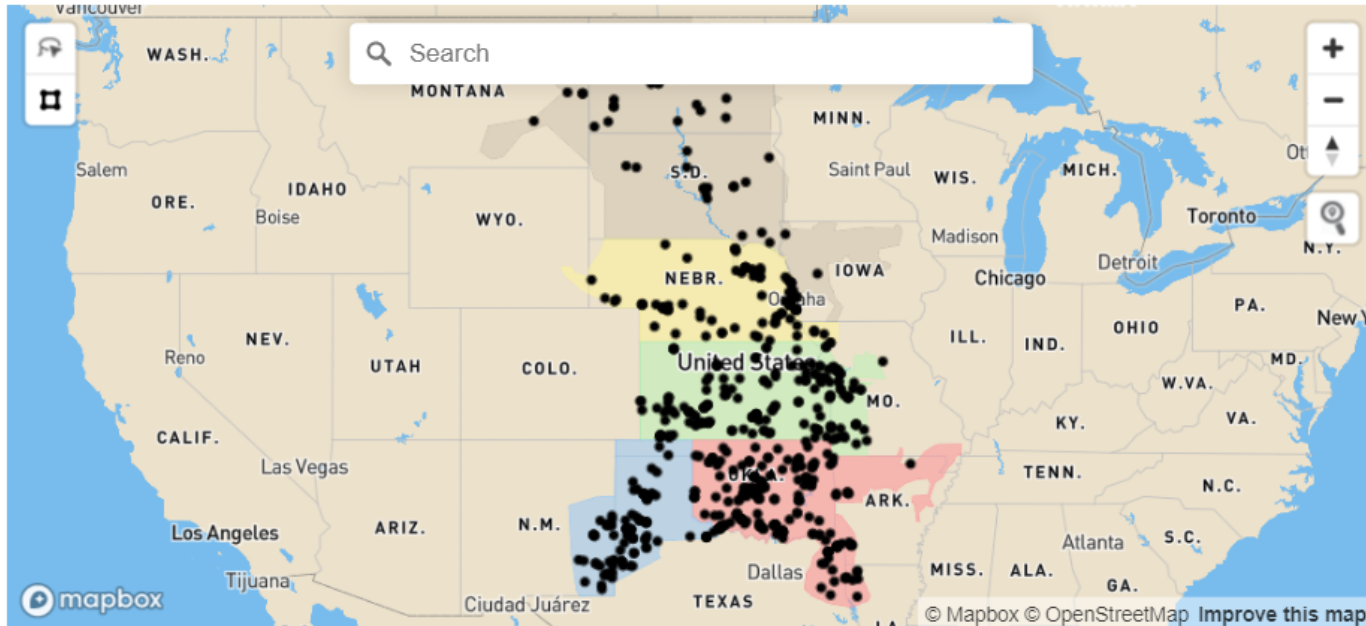 Vancouver
WASH.
Search
MONTANA
MINN.
Salem
S.D.
Saint Paul
WIS.
MICH.
IDAHO
ORE.
Boise
WYO.
Toronto
Madison
N.Y.
Detroit
NEBR.
IOWA
Chicago
Omaha
PA.
NEV.
ILL.
IND.
OHIO
New Y
Reno
UTAH
COLO.
United States
MD.
W.VA.
MO.
CALIF.
KY.
VA.
Las Vegas
TENN.
OKLA.
N.C.
ARK.
Los Angeles
ARIZ.
N.M.
Atlanta
S.C.
Tijuana
Dallas
MISS.
ALA.
GA.
mapbox
Ciudad Juárez
TEXAS
© Mapbox © OpenStreetMap Improve this map